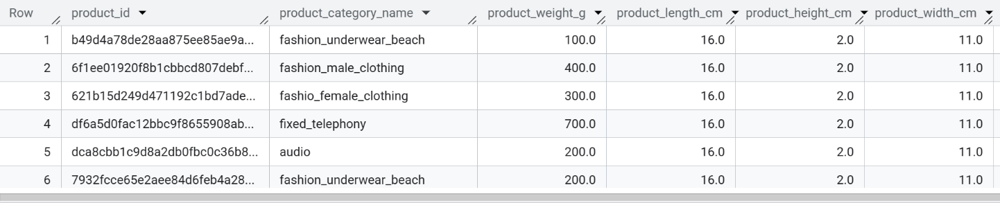 Row product_id product_category_name product_weight_g product_length_cm product_height_cm product_width_cm
1 b49d4a78de28aa875ee85ae9a... fashion_underwear_beach 100.0 16.0 2.0 11.0
2 6f1ee01920f8b1cbbcd807debf... fashion_male_clothing 400.0 16.0 2.0 11.0
3 621b15d249d471192c1bd7ade... fashio_female_clothing 300.0 16.0 2.0 11.0
4 df6a5d0fac12bbc9f8655908ab... fixed_telephony 700.0 16.0 2.0 11.0
5 dca8cbb1c9d8a2db0fbc0c36b8... audio 200.0 16.0 2.0 11.0
6 7932fcce65e2aee84d6feb4a28... fashion_underwear_beach 200.0 16.0 2.0 11.0